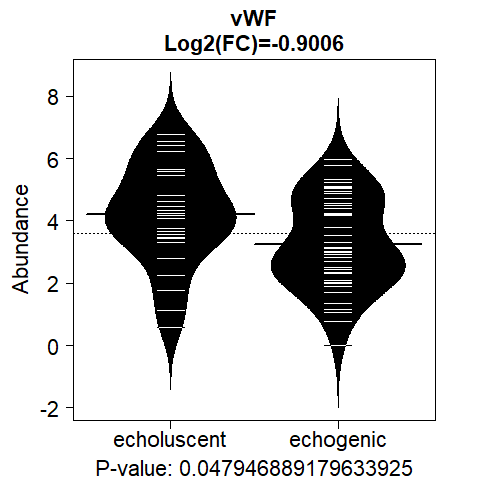 vWF
Log2(FC)=-0.9006
Abundance
8
6
4
2
0
-2
echoluscent echogenic
P-value: 0.047946889179633925